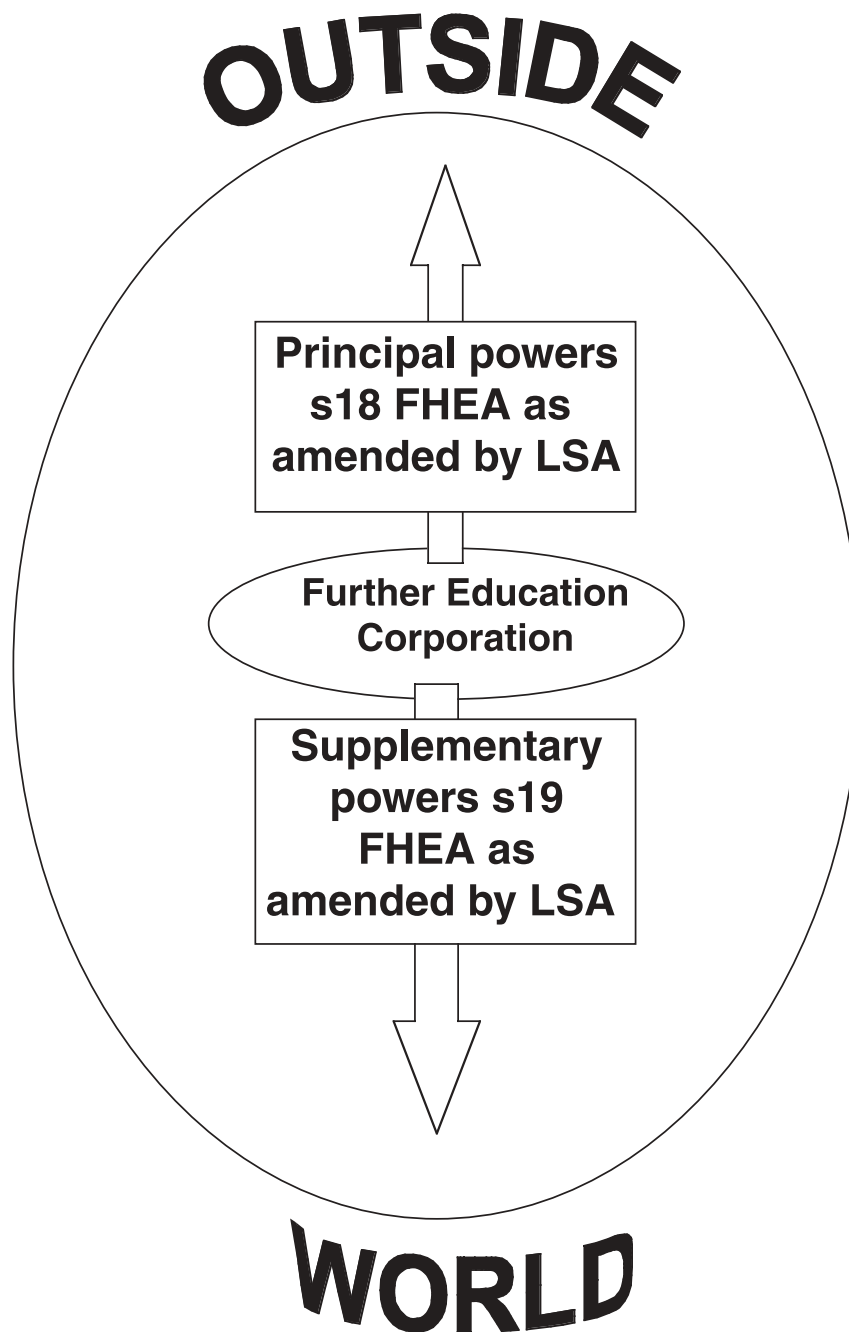 OUTSIDE
Principal powers
s18 FHEA as
amended by LSA
Further Education
Corporation
Supplementary
powers s19
FHEA as
amended by LSA
WORLD